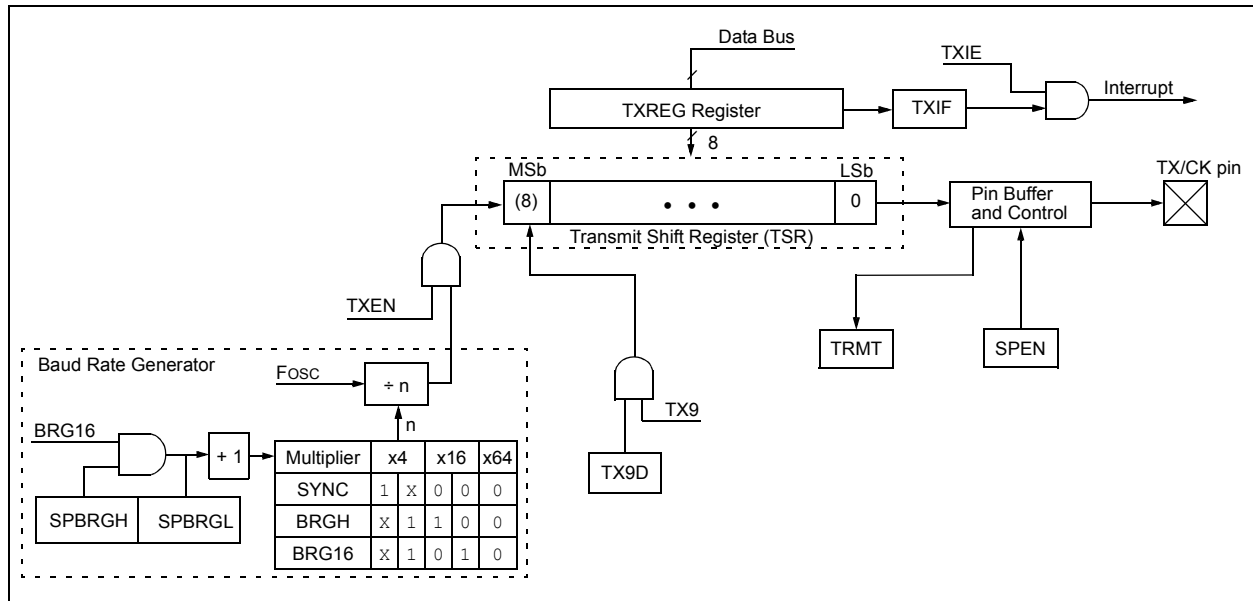 Data Bus
TXIE
Interrupt
TXREG Register
TXIF
8
MSb
LSb
TX/CK pin
(8)
• • •
0
Pin Buffer
and Control
Transmit Shift Register (TSR)
TXEN
TRMT
SPEN
Baud Rate Generator
FOSC
÷ n
n
TX9
BRG16
+ 1
TX9D
Multiplier x4 x16 x64
SYNC 1 X 0 0 0
BRGH X 1 1 0 0
BRG16 X 1 0 1 0
SPBRGH SPBRGL